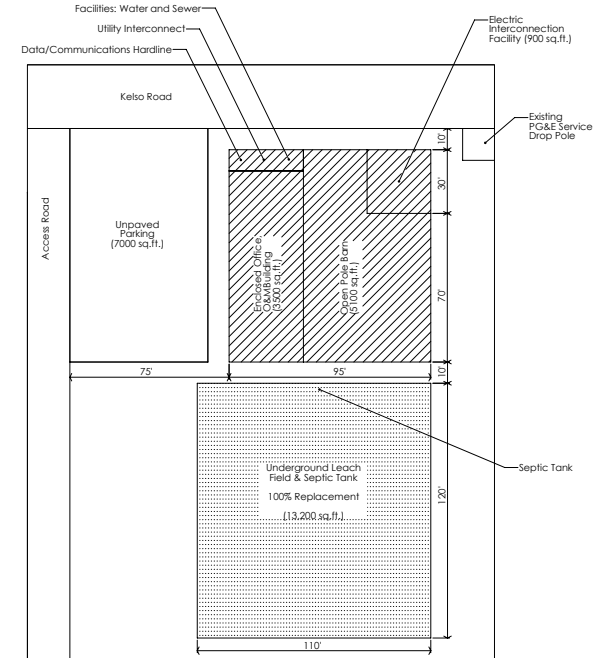 Facilities: Water and Sewer
Utility Interconnect
Data/Communications Hardline
Electric
Interconnection
Facility (900 sq.ft.)
Kelso Road
Existing
PG&E Service
Drop Pole
10'
30'
Access Road
Unpaved
Parking
(7000 sq.ft.)
Enclosed Office,
O&MBuilding
(3500 sq.ft.)
Open Pole Barn
(5100 sq.ft.)
70'
75'
95'
10'
Underground Leach
Field & Septic Tank
100% Replacement
(13,200 sq.ft.)
Septic Tank
120'
110'